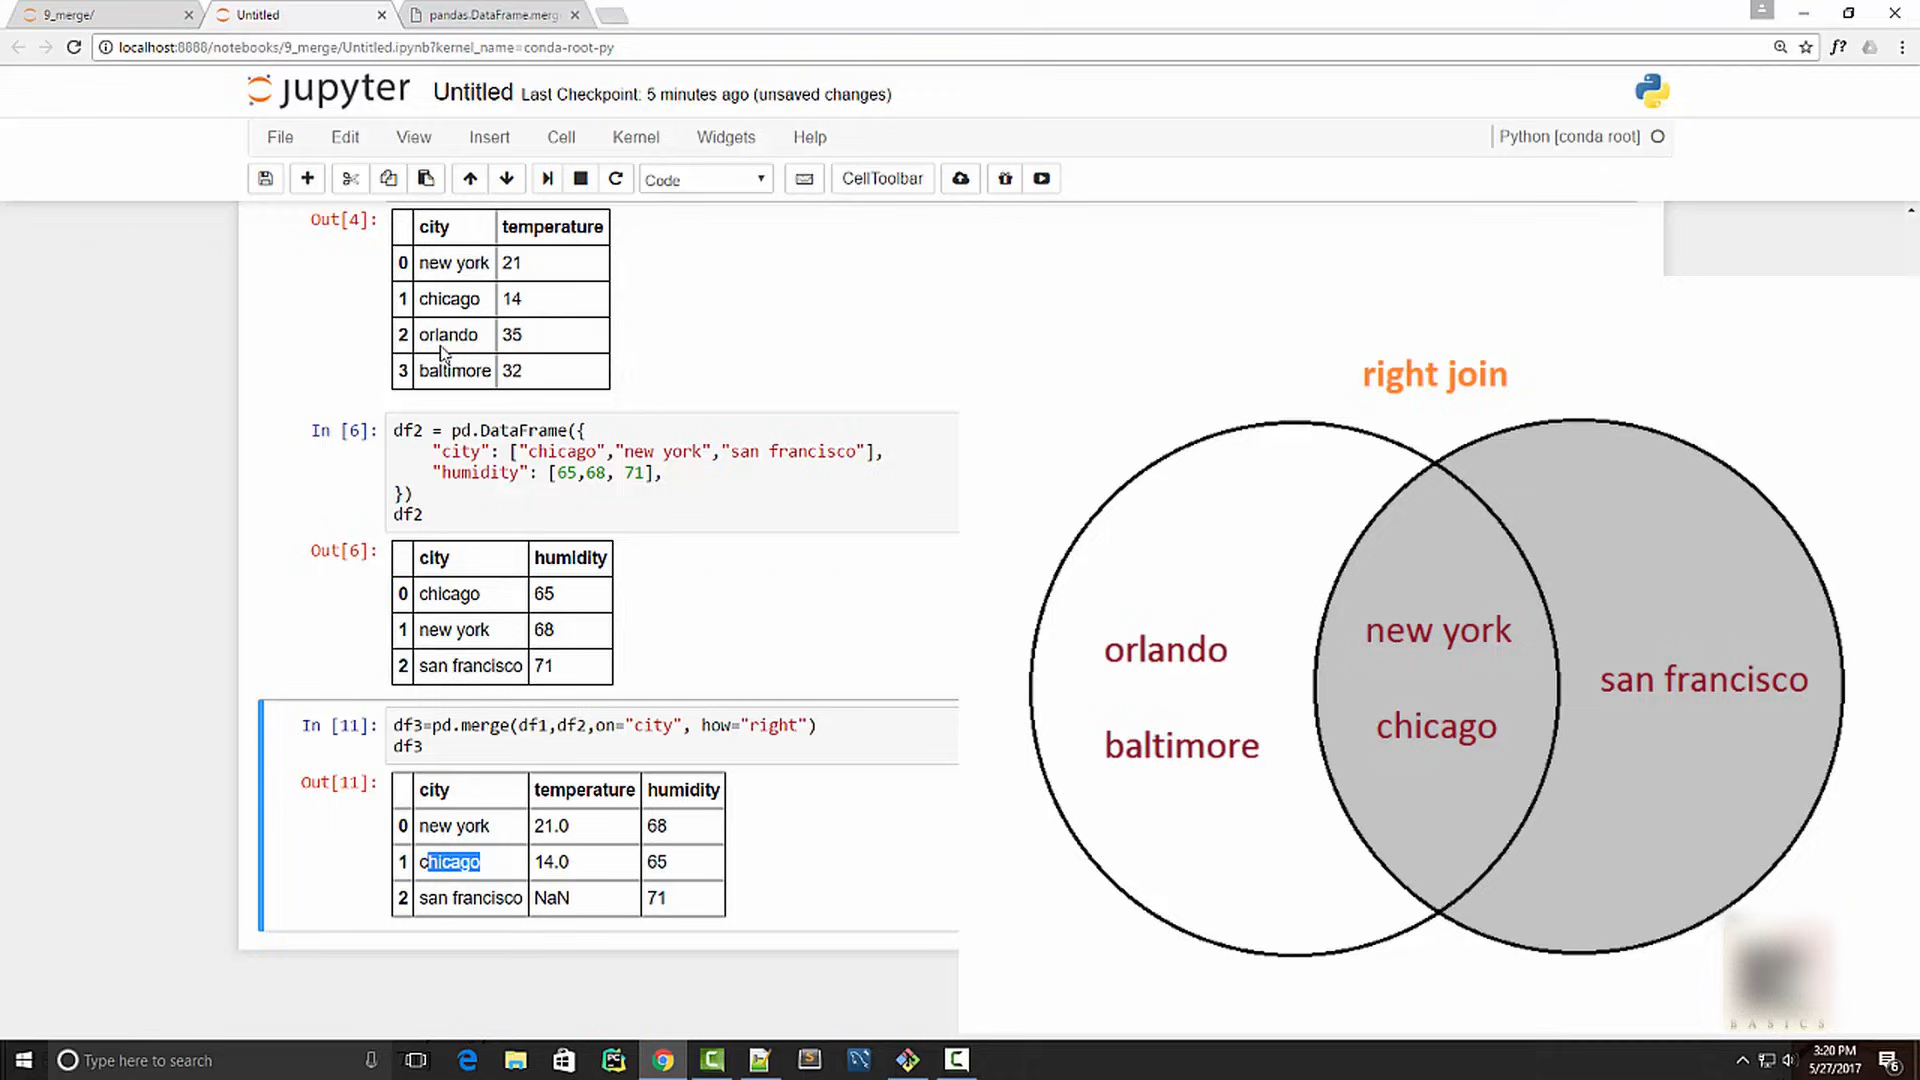 9_merge/
Untitled
pandas.DataFrame.merg
localhost:8888/notebooks/9_merge/Untitled.ipynb?kernel_name=conda-root-py
f?
jupyter Untitled Last Checkpoint: 5 minutes ago (unsaved changes)
File Edit View Insert Cell Kernel Widgets Help
Python [conda root]
Code
CellToolbar
Out[4]:
city temperature
0 new york 21
1 chicago 14
2 orlando 35
3 baltimore 32
In [6]: df2 = pd.DataFrame({
"city": ["chicago","new york","san francisco"],
"humidity": [65,68, 71],
})
df2
Out[6]:
city humidity
0 chicago 65
1 new york 68
2 san francisco 71
In [11]: df3=pd.merge(df1,df2,on="city", how="right")
df3
Out[11]:
city temperature humidity
0 new york 21.0 68
1 chicago 14.0 65
2 san francisco NaN 71
right join
orlando
baltimore
new york
chicago
san francisco
BASICS
Type here to search
3:20 PM
5/27/2017
6